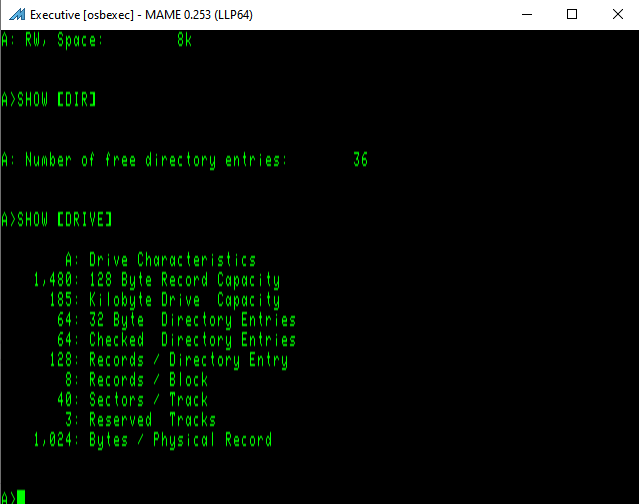 Executive [osbexec] - MAME 0.253 (LLP64)
A: RW, Space: 8k
A>SHOW [DIR]
A: Number of free directory entries: 36
A>SHOW [DRIVE]
A: Drive Characteristics
1,480: 128 Byte Record Capacity
185: Kilobyte Drive Capacity
64: 32 Byte Directory Entries
64: Checked Directory Entries
128: Records / Directory Entry
8: Records / Block
40: Sectors / Track
3: Reserved Tracks
1,024: Bytes / Physical Record
A>